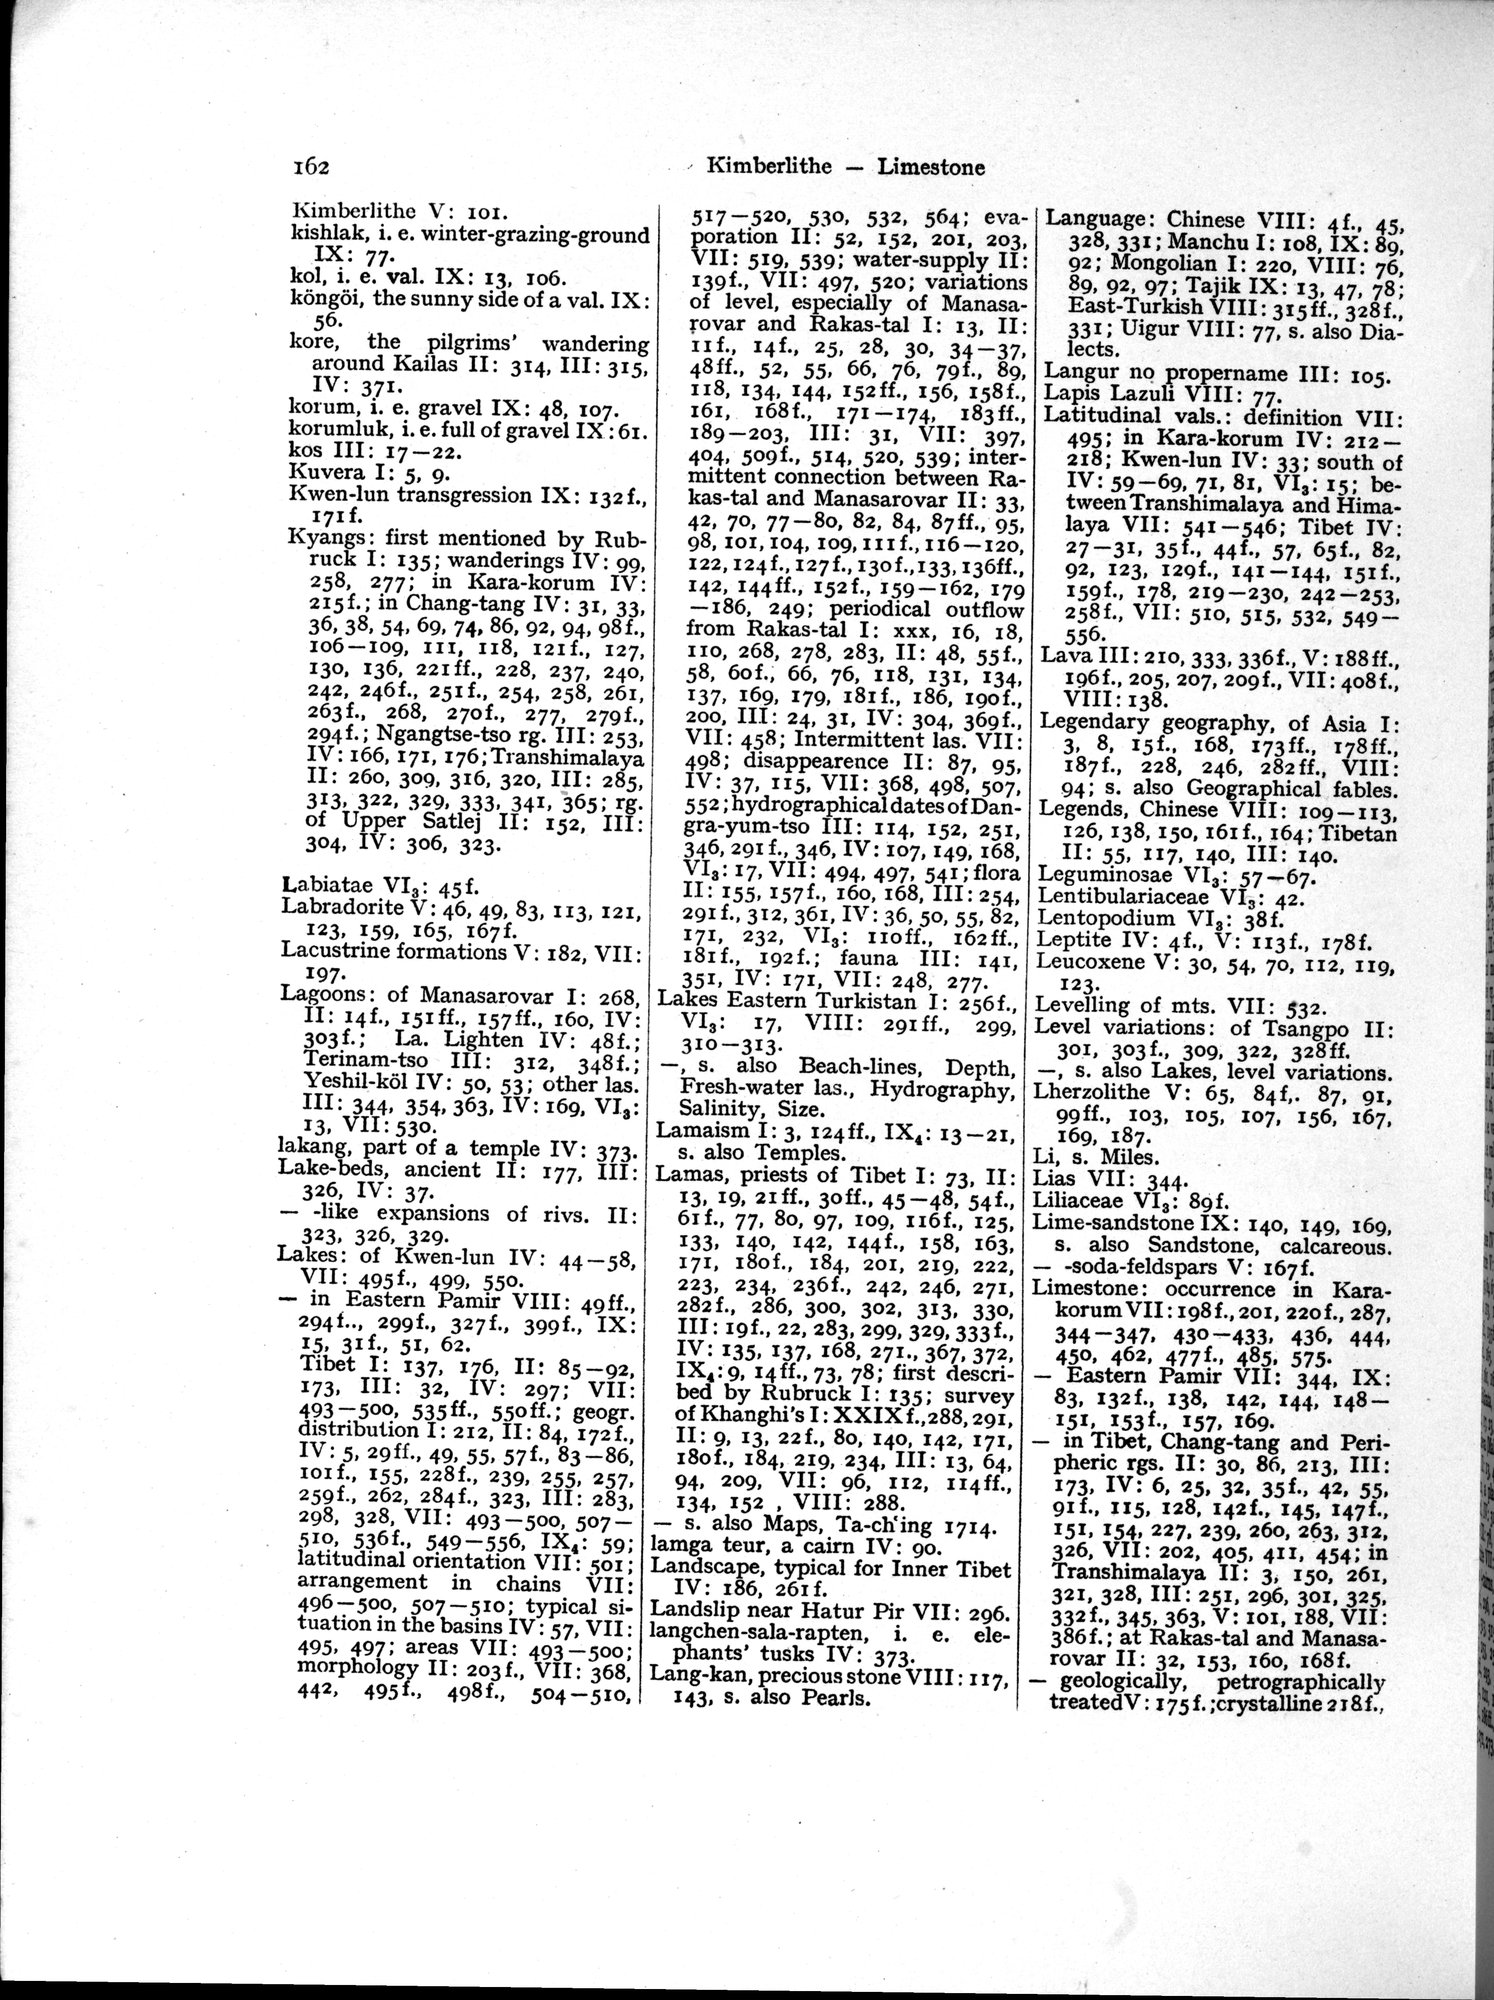 162
Kimberlithe — Limestone
Kimberlithe V: 101.
kishlak, i. e. winter-grazing-ground
IX: 77.
kol, i. e. val. IX: 13, 106.
köngöi, the sunny side of a val. IX:
56.
kore, the pilgrims' wandering
around Kailas II: 314, III: 315,
IV: 371.
korum, i. e. gravel IX: 48, 107.
korumluk, i. e. full of gravel IX: 61.
kos III: 17—22.
Kuvera I: 5, 9.
Kwen-lun transgression IX: 132f.,
171f.
Kyangs: first mentioned by Rub-
ruck I: 135; wanderings IV: 99,
258, 277; in Kara-korum IV:
215f.; in Chang-tang IV: 31, 33,
36, 38, 54, 69, 74, 86, 92, 94, 98f.,
106—109, 111, 118, 121f., 127,
130, 136, 221ff., 228, 237, 240,
242, 246f., 251f., 254, 258, 261,
263f., 268, 270f., 277, 279f.,
294f.; Ngangtse-tso rg. III: 253,
IV: 166, 171, 176; Transhimalaya
II: 260, 309, 316, 320, III: 285,
313, 322, 329, 333, 341, 365; rg.
of Upper Satlej II: 152, III:
304, IV: 306, 323.
Labiatae VI₃: 45f.
Labradorite V: 46, 49, 83, 113, 121,
123, 159, 165, 167f.
Lacustrine formations V: 182, VII:
197.
Lagoons: of Manasarovar I: 268,
II: 14f., 151ff., 157ff., 160, IV:
303f.; La. Lighten IV: 48f.;
Terinam-tso III: 312, 348f.;
Yeshil-köl IV: 50, 53; other las.
III: 344, 354, 363, IV: 169, VI₃:
13, VII: 530.
lakang, part of a temple IV: 373.
Lake-beds, ancient II: 177, III:
326, IV: 37.
— -like expansions of rivs. II:
323, 326, 329.
Lakes: of Kwen-lun IV: 44—58,
VII: 495f., 499, 550.
— in Eastern Pamir VIII: 49ff.,
294f.., 299f., 327f., 399f., IX:
15, 31f., 51, 62.
Tibet I: 137, 176, II: 85—92,
173, III: 32, IV: 297; VII:
493—500, 535ff., 550ff.; geogr.
distribution I: 212, II: 84, 172f.,
IV: 5, 29ff., 49, 55, 57f., 83—86,
101f., 155, 228f., 239, 255, 257,
259f., 262, 284f., 323, III: 283,
298, 328, VII: 493—500, 507—
510, 536f., 549—556, IX₄: 59;
latitudinal orientation VII: 501;
arrangement in chains VII:
496—500, 507—510; typical si-
tuation in the basins IV: 57, VII:
495, 497; areas VII: 493—500;
morphology II: 203f., VII: 368,
442, 495f., 498f., 504—510,
517—520, 530, 532, 564; eva-
poration II: 52, 152, 201, 203,
VII: 519, 539; water-supply II:
139f., VII: 497, 520; variations
of level, especially of Manasa-
rovar and Rakas-tal I: 13, II:
11f., 14f., 25, 28, 30, 34—37,
48ff., 52, 55, 66, 76, 79f., 89,
118, 134, 144, 152ff., 156, 158f.,
161, 168f., 171—174, 183ff.,
189—203, III: 31, VII: 397,
404, 509f., 514, 520, 539; inter-
mittent connection between Ra-
kas-tal and Manasarovar II: 33,
42, 70, 77—80, 82, 84, 87ff., 95,
98, 101, 104, 109, 111f., 116—120,
122, 124f., 127f., 130f., 133, 136ff.,
142, 144ff., 152f., 159—162, 179
—186, 249; periodical outflow
from Rakas-tal I: xxx, 16, 18,
110, 268, 278, 283, II: 48, 55f.,
58, 60f., 66, 76, 118, 131, 134,
137, 169, 179, 181f., 186, 190f.,
200, III: 24, 31, IV: 304, 369f.,
VII: 458; Intermittent las. VII:
498; disappearence II: 87, 95,
IV: 37, 115, VII: 368, 498, 507,
552; hydrographical dates of Dan-
gra-yum-tso III: 114, 152, 251,
346, 291f., 346, IV: 107, 149, 168,
VI₃: 17, VII: 494, 497, 541; flora
II: 155, 157f., 160, 168, III: 254,
291f., 312, 361, IV: 36, 50, 55, 82,
171, 232, VI₃: 110ff., 162ff.,
181f., 192f.; fauna III: 141,
351, IV: 171, VII: 248, 277.
Lakes Eastern Turkistan I: 256f.,
VI₃: 17, VIII: 291ff., 299,
310—313.
—, s. also Beach-lines, Depth,
Fresh-water las., Hydrography,
Salinity, Size.
Lamaism I: 3, 124ff., IX₄: 13—21,
s. also Temples.
Lamas, priests of Tibet I: 73, II:
13, 19, 21ff., 30ff., 45—48, 54f.,
61f., 77, 80, 97, 109, 116f., 125,
133, 140, 142, 144f., 158, 163,
171, 180f., 184, 201, 219, 222,
223, 234, 236f., 242, 246, 271,
282f., 286, 300, 302, 313, 330,
III: 19f., 22, 283, 299, 329, 333f.,
IV: 135, 137, 168, 271., 367, 372,
IX₄: 9, 14ff., 73, 78; first descri-
bed by Rubruck I: 135; survey
of Khanghi's I: XXIXf., 288, 291,
II: 9, 13, 22f., 80, 140, 142, 171,
180f., 184, 219, 234, III: 13, 64,
94, 209, VII: 96, 112, 114ff.,
134, 152 , VIII: 288.
— s. also Maps, Ta-ch'ing 1714.
lamga teur, a cairn IV: 90.
Landscape, typical for Inner Tibet
IV: 186, 261f.
Landslip near Hatur Pir VII: 296.
langchen-sala-rapten, i. e. ele-
phants' tusks IV: 373.
Lang-kan, precious stone VIII: 117,
143, s. also Pearls.
Language: Chinese VIII: 4f., 45,
328, 331; Manchu I: 108, IX: 89,
92; Mongolian I: 220, VIII: 76,
89, 92, 97; Tajik IX: 13, 47, 78;
East-Turkish VIII: 315ff., 328f.,
331; Uigur VIII: 77, s. also Dia-
lects.
Langur no propername III: 105.
Lapis Lazuli VIII: 77.
Latitudinal vals.: definition VII:
495; in Kara-korum IV: 212—
218; Kwen-lun IV: 33; south of
IV: 59—69, 71, 81, VI₃: 15; be-
tween Transhimalaya and Hima-
laya VII: 541—546; Tibet IV:
27—31, 35f., 44f., 57, 65f., 82,
92, 123, 129f., 141—144, 151f.,
159f., 178, 219—230, 242—253,
258f., VII: 510, 515, 532, 549—
556.
Lava III: 210, 333, 336f., V: 188ff.,
196f., 205, 207, 209f., VII: 408f.,
VIII: 138.
Legendary geography, of Asia I:
3, 8, 15f., 168, 173ff., 178ff.,
187f., 228, 246, 282ff., VIII:
94; s. also Geographical fables.
Legends, Chinese VIII: 109—113,
126, 138, 150, 161f., 164; Tibetan
II: 55, 117, 140, III: 140.
Leguminosae VI₃: 57—67.
Lentibulariaceae VI₃: 42.
Lentopodium VI₃: 38f.
Leptite IV: 4f., V: 113f., 178f.
Leucoxene V: 30, 54, 70, 112, 119,
123.
Levelling of mts. VII: 532.
Level variations: of Tsangpo II:
301, 303f., 309, 322, 328ff.
—, s. also Lakes, level variations.
Lherzolithe V: 65, 84f,. 87, 91,
99ff., 103, 105, 107, 156, 167,
169, 187.
Li, s. Miles.
Lias VII: 344.
Liliaceae VI₃: 89f.
Lime-sandstone IX: 140, 149, 169,
s. also Sandstone, calcareous.
— -soda-feldspars V: 167f.
Limestone: occurrence in Kara-
korum VII: 198f., 201, 220f., 287,
344—347, 430—433, 436, 444,
450, 462, 477f., 485, 575.
— Eastern Pamir VII: 344, IX:
83, 132f., 138, 142, 144, 148—
151, 153f., 157, 169.
— in Tibet, Chang-tang and Peri-
pheric rgs. II: 30, 86, 213, III:
173, IV: 6, 25, 32, 35f., 42, 55,
91f., 115, 128, 142f., 145, 147f.,
151, 154, 227, 239, 260, 263, 312,
326, VII: 202, 405, 411, 454; in
Transhimalaya II: 3, 150, 261,
321, 328, III: 251, 296, 301, 325,
332f., 345, 363, V: 101, 188, VII:
386f.; at Rakas-tal and Manasa-
rovar II: 32, 153, 160, 168f.
— geologically, petrographically
treated V: 175f.; crystalline 218f.,